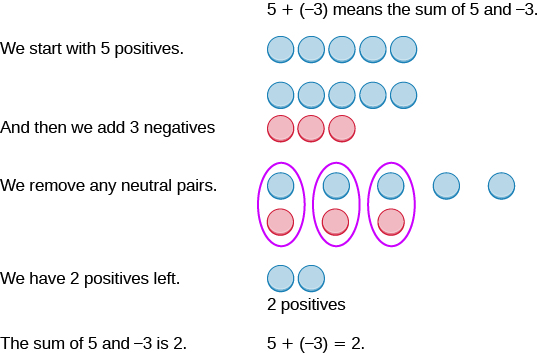 5 + (–3) means the sum of 5 and –3.
We start with 5 positives.
And then we add 3 negatives
We remove any neutral pairs.
We have 2 positives left.
2 positives
The sum of 5 and –3 is 2. 5 + (–3) = 2.